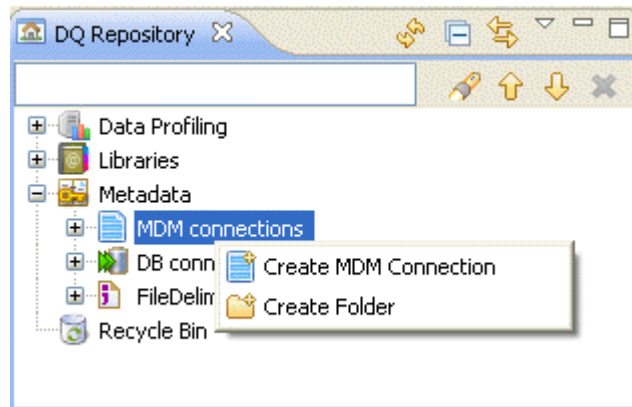 DQ Repository
Data Profiling
Libraries
Metadata
MDM connections
DB conn
Create MDM Connection
FileDelim
Create Folder
Recycle Bin